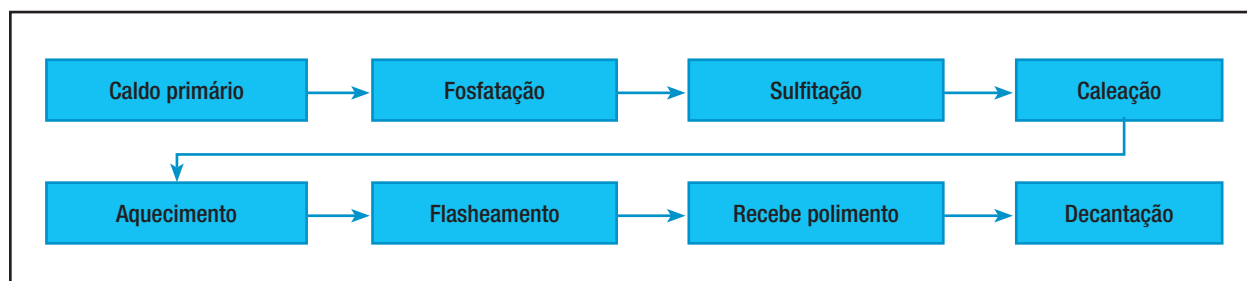 Caldo primário
Fosfatação
Sulfitação
Caleação
Aquecimento
Flasheamento
Recebe polimento
Decantação